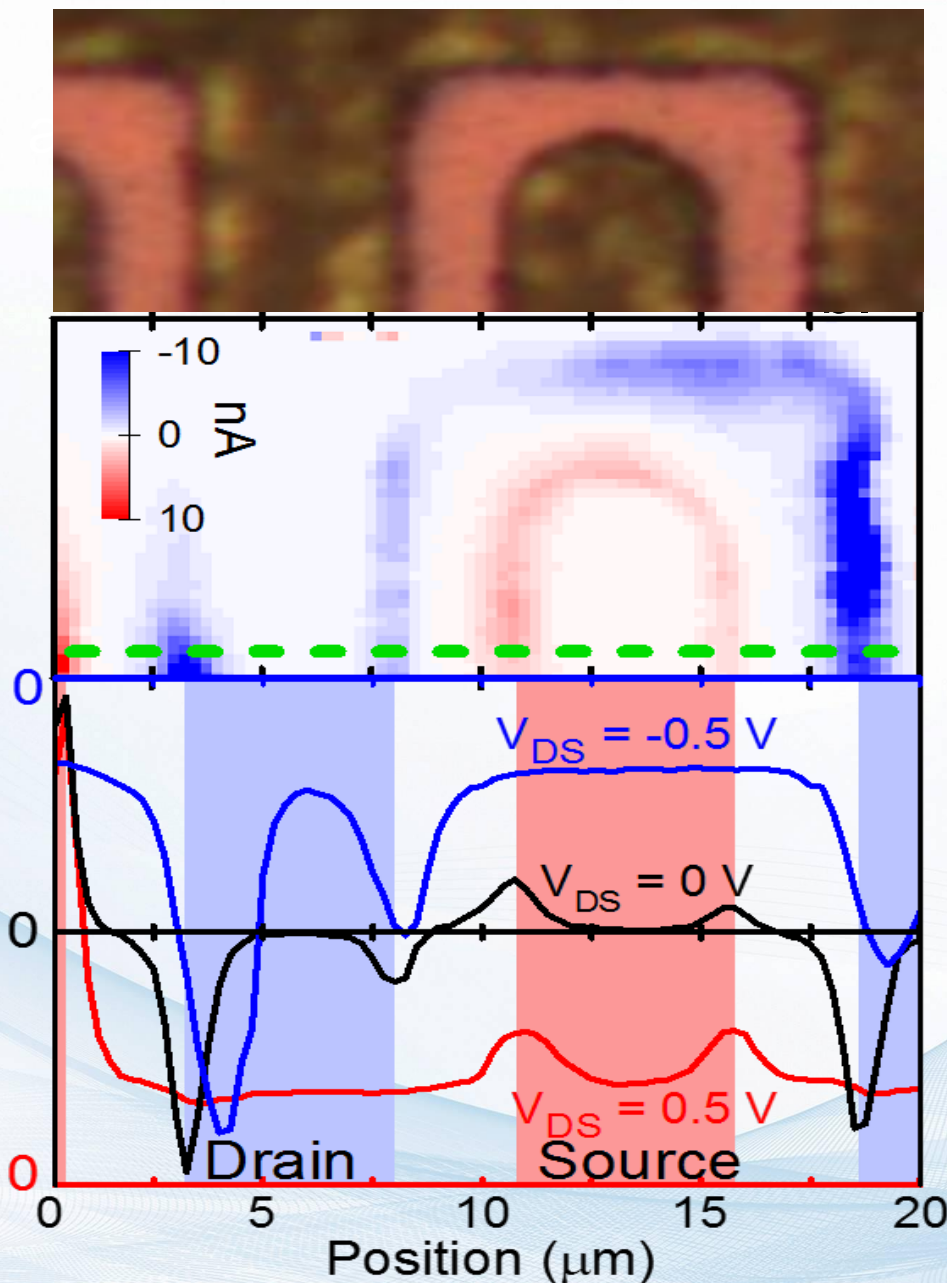 -10
0
10
nA
0
V_DS = -0.5 V
V_DS = 0 V
0
V_DS = 0.5 V
Drain Source
0
0 5 10 15 20
Position (μm)